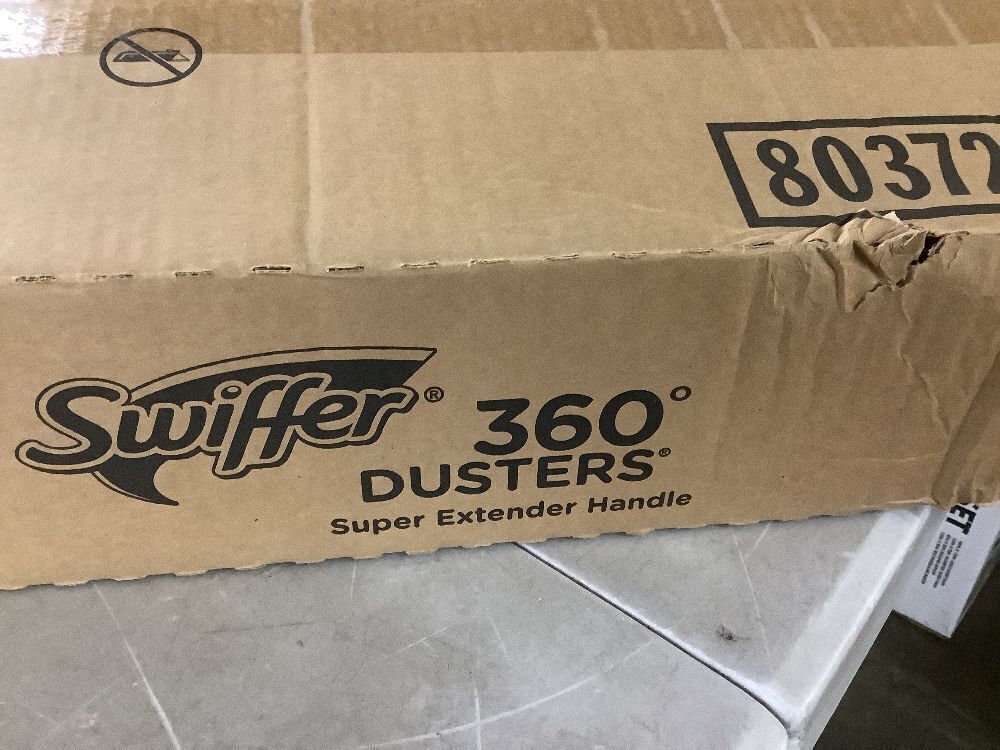 80372
Swiffer®
360°
DUSTERS®
Super Extender Handle